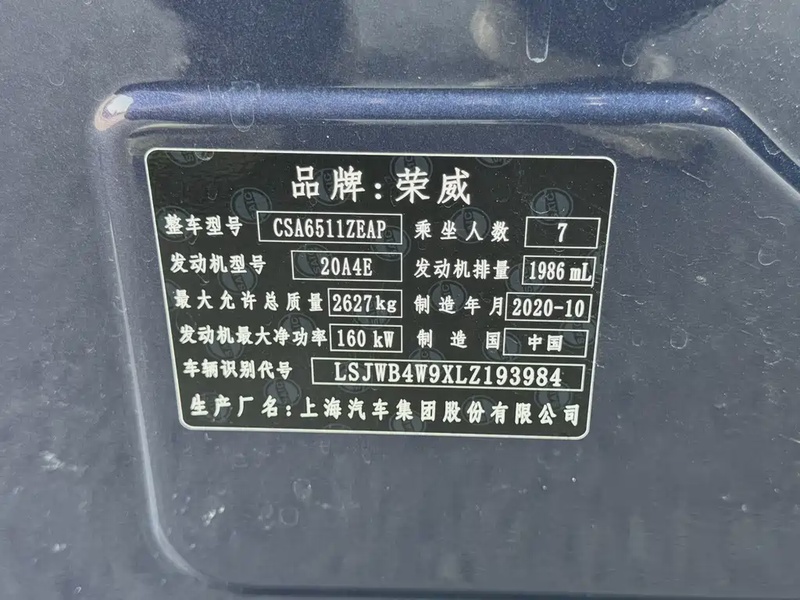 品牌:荣威
整车型号 CSA6511ZEAP 乘坐人数 7
发动机型号 20A4E 发动机排量 1986 mL
最大允许总质量 2627kg 制造年月 2020-10
发动机最大净功率 160 kW 制造国 中国
车辆识别代号 LSJWB4W9XLZ193984
生产厂名:上海汽车集团股份有限公司